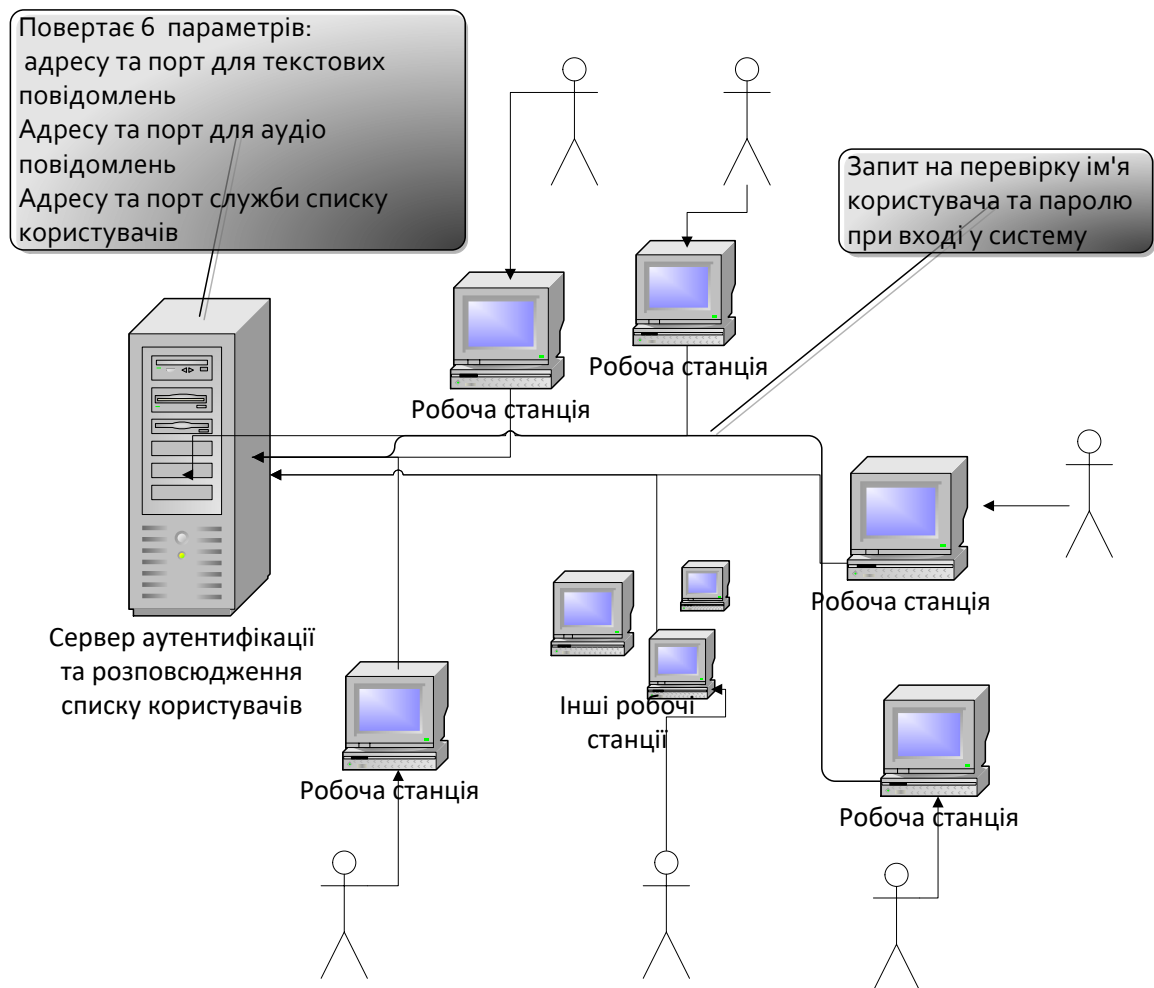 Повертає 6 параметрів:
адресу та порт для текстових
повідомлень
Адресу та порт для аудіо
повідомлень
Адресу та порт служби списку
користувачів
Запит на перевірку ім'я
користувача та паролю
при вході у систему
Робоча станція
Робоча станція
Робоча станція
Сервер аутентифікації
та розповсюдження
списку користувачів
Інші робочі
станції
Робоча станція
Робоча станція